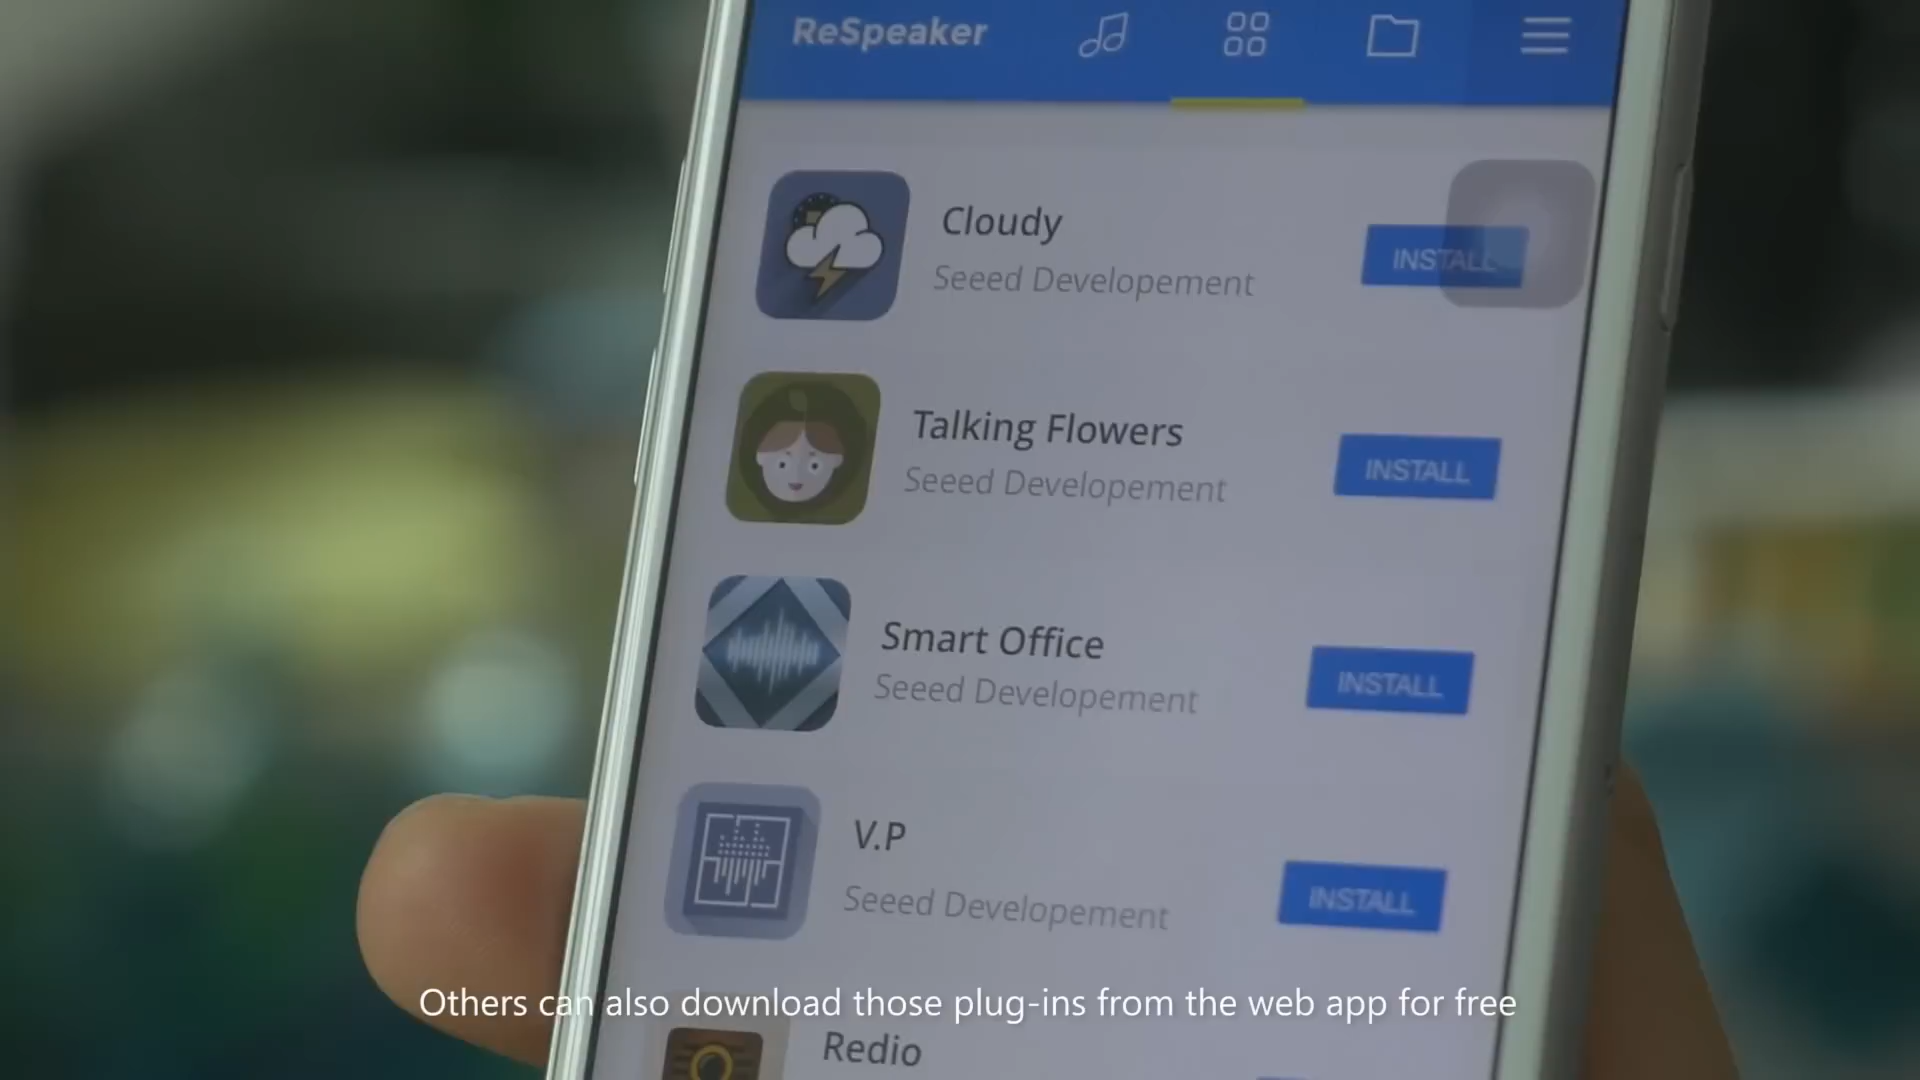 ReSpeaker
Cloudy
Seeed Developement
INSTALL
Talking Flowers
Seeed Developement
INSTALL
Smart Office
Seeed Developement
INSTALL
V.P
Seeed Developement
INSTALL
Others can also download those plug-ins from the web app for free
Redio